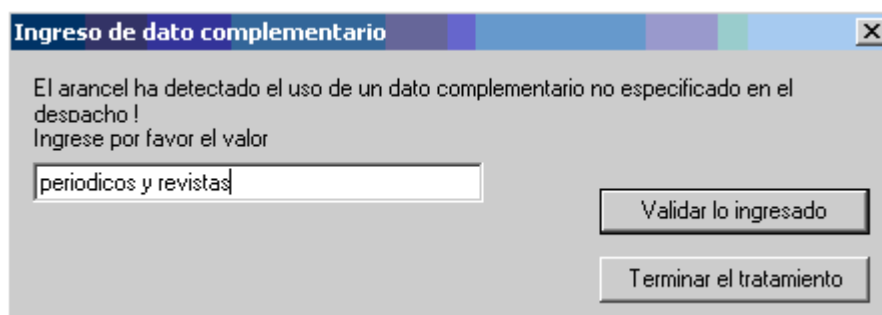 Ingreso de dato complementario
El arancel ha detectado el uso de un dato complementario no especificado en el
despacho !
Ingrese por favor el valor
periodicos y revistas
Validar lo ingresado
Terminar el tratamiento